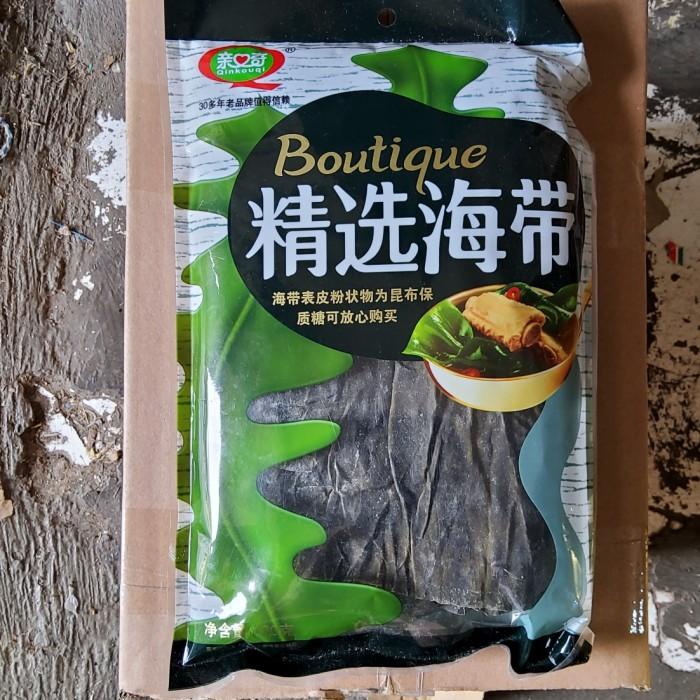 亲口奇
Qinkouqi
®
30多年老品牌值得信赖
Boutique
精选海带
海带表皮粉状物为昆布保
质糖可放心购买
净含